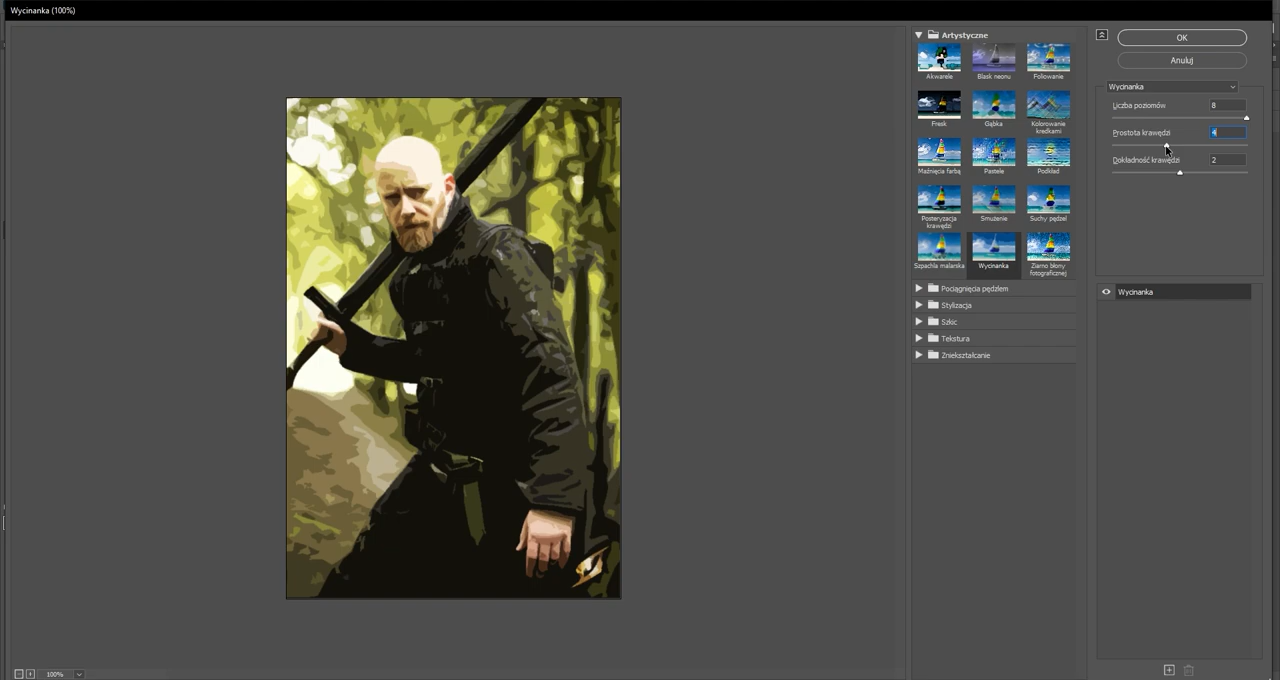 Wycinanka (100%)
Artystyczne
Akwarele
Blask neonu
Foliowanie
Fresk
Gąbka
Kolorowanie
kredkami
Maźnięcia farbą
Pastele
Podkład
Posteryzacja
krawędzi
Smużenie
Suchy pędzel
Szpachla malarska
Wycinanka
Ziarno błony
fotograficznej
Pociągnięcia pędzlem
Stylizacja
Szkic
Tekstura
Zniekształcanie
OK
Anuluj
Wycinanka
Liczba poziomów
8
Prostota krawędzi
4
Dokładność krawędzi
2
Wycinanka
100%